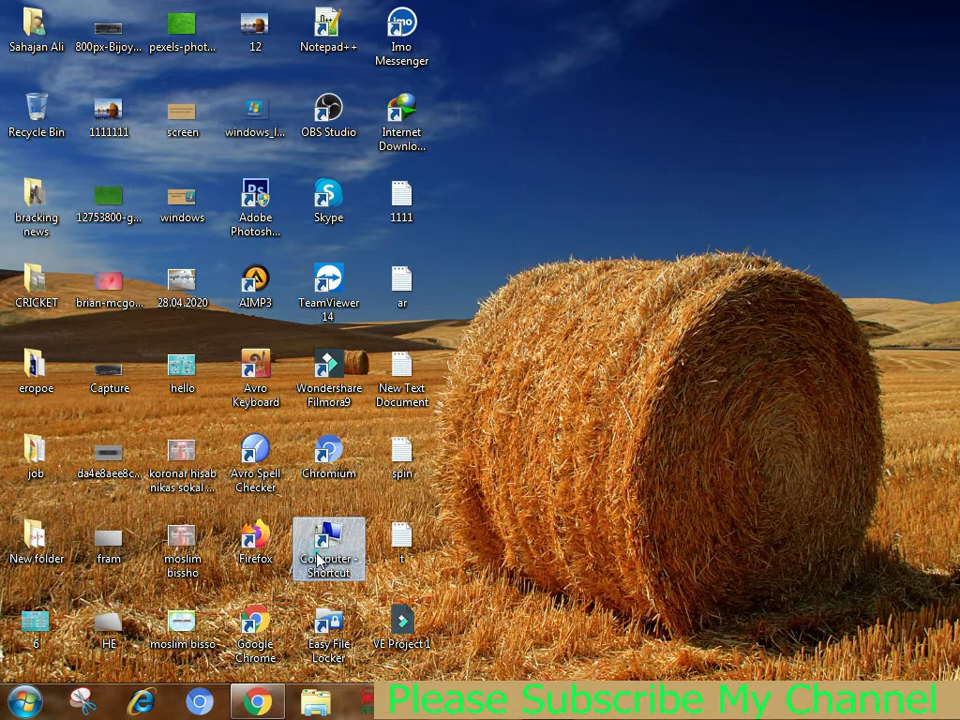 Sahajan Ali
800px-Bijoy...
pexels-phot...
12
Notepad++
Imo
Messenger
Recycle Bin
1111111
screen
windows_l...
OBS Studio
Internet
Downlo...
bracking
news
12753800-g...
windows
Adobe
Photosh...
Skype
1111
CRICKET
brian-mcgo...
28.04.2020
AIMP3
TeamViewer
14
ar
eropoe
Capture
hello
Avro
Keyboard
Wondershare
Filmora9
New Text
Document
job
da4e8aee8c...
koronar hisab
nikas sokal ...
Avro Spell
Checker
Chromium
spin
New folder
fram
moslim
bissho
Firefox
Computer -
Shortcut
t
6
HE
moslim bisso
Google
Chrome
Easy File
Locker
VE Project 1
Please Subscribe My Channel